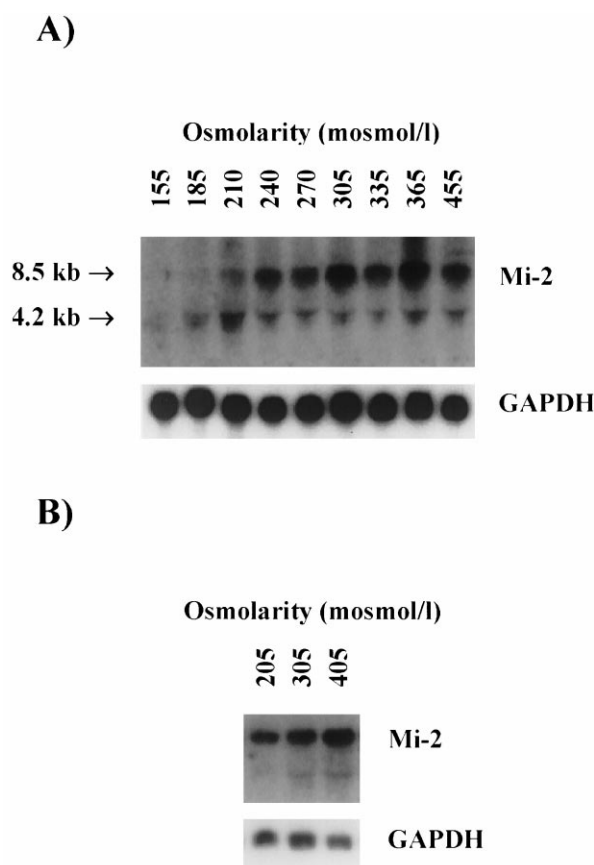 A)
Osmolarity (mosmol/l)
155 185 210 240 270 305 335 365 455
8.5 kb → Mi-2
4.2 kb →
GAPDH
B)
Osmolarity (mosmol/l)
205 305 405
Mi-2
GAPDH